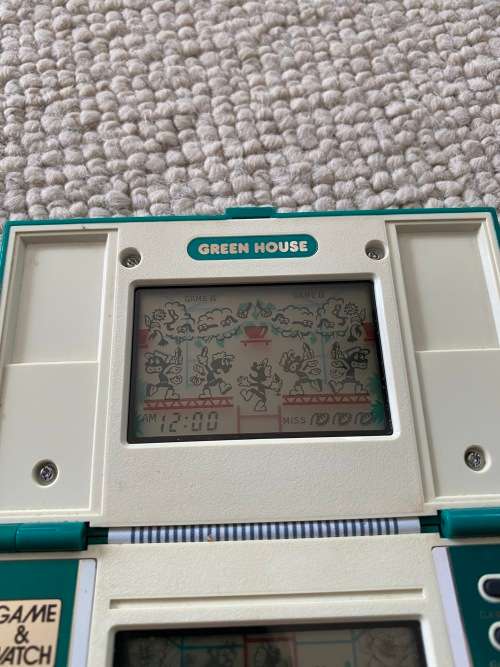 GREEN HOUSE
GAME A
GAME B
AM 12:00
MISS
GAME
&
WATCH